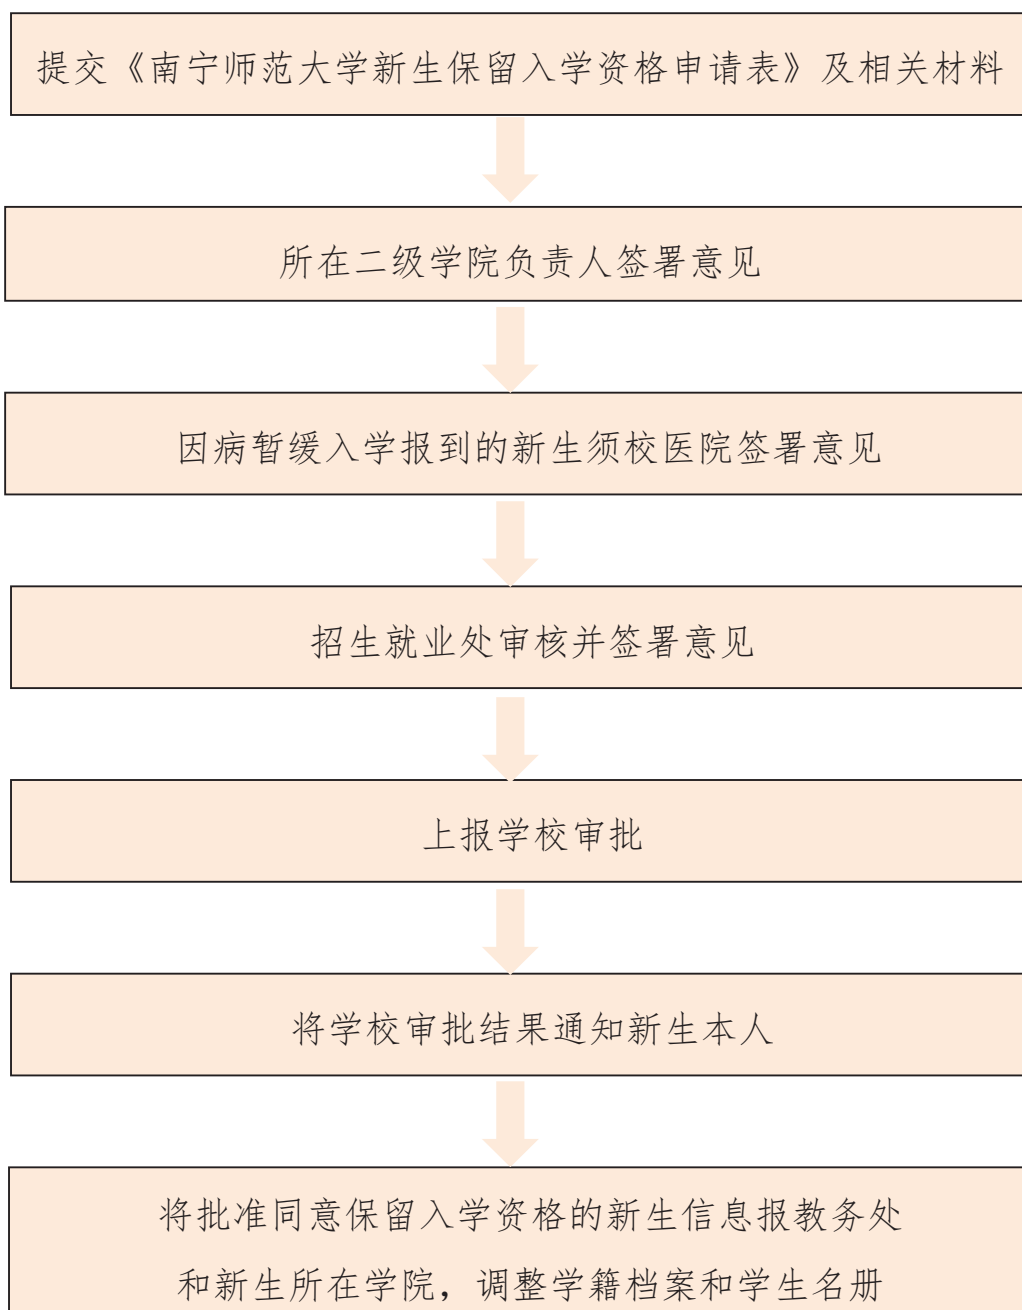 提交《南宁师范大学新生保留入学资格申请表》及相关材料
所在二级学院负责人签署意见
因病暂缓入学报到的新生须校医院签署意见
招生就业处审核并签署意见
上报学校审批
将学校审批结果通知新生本人
将批准同意保留入学资格的新生信息报教务处
和新生所在学院，调整学籍档案和学生名册